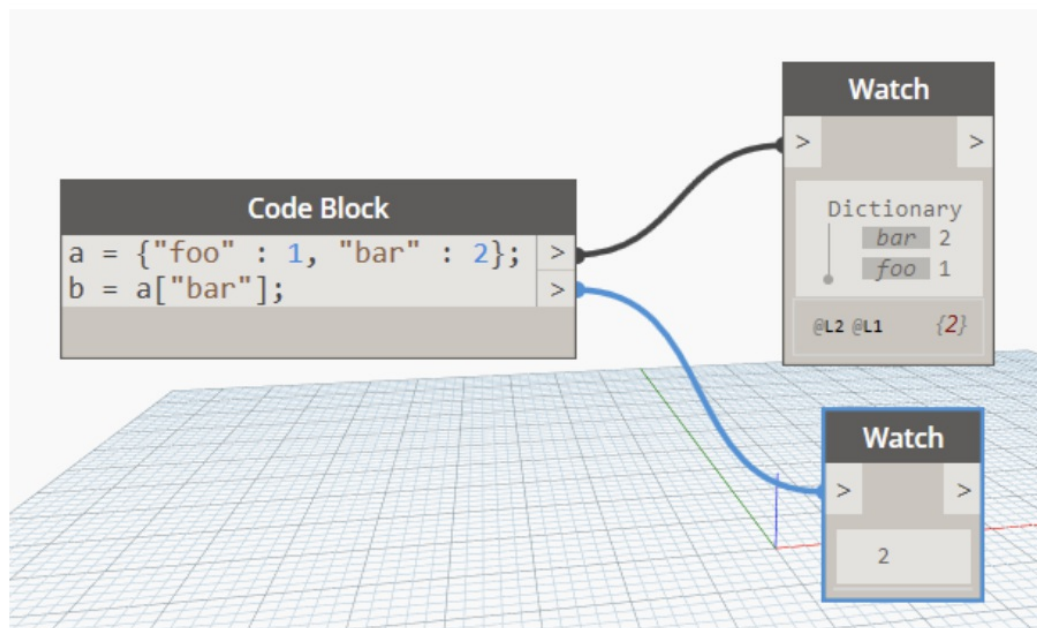 Code Block
a = {"foo" : 1, "bar" : 2}; >
b = a["bar"]; >
Watch
> >
Dictionary
bar 2
foo 1
@L2 @L1 {2}
Watch
> >
2